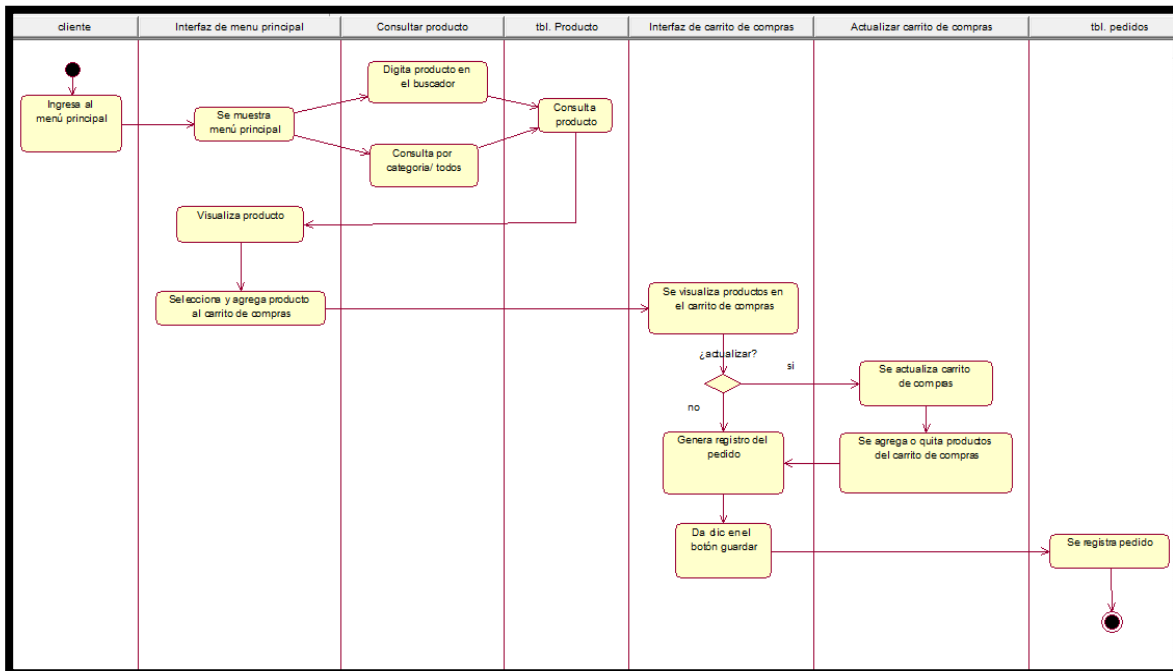 cliente
Interfaz de menu principal
Consultar producto
tbl. Producto
Interfaz de carrito de compras
Actualizar carrito de compras
tbl. pedidos
Ingresa al
menú principal
Se muestra
menú principal
Digita producto en
el buscador
Consulta por
categoria/ todos
Consulta
producto
Visualiza producto
Selecciona y agrega producto
al carrito de compras
Se visualiza productos en
el carrito de compras
¿actualizar?
si
no
Se actualiza carrito
de compras
Se agrega o quita productos
del carrito de compras
Genera registro del
pedido
Da clic en el
botón guardar
Se registra pedido